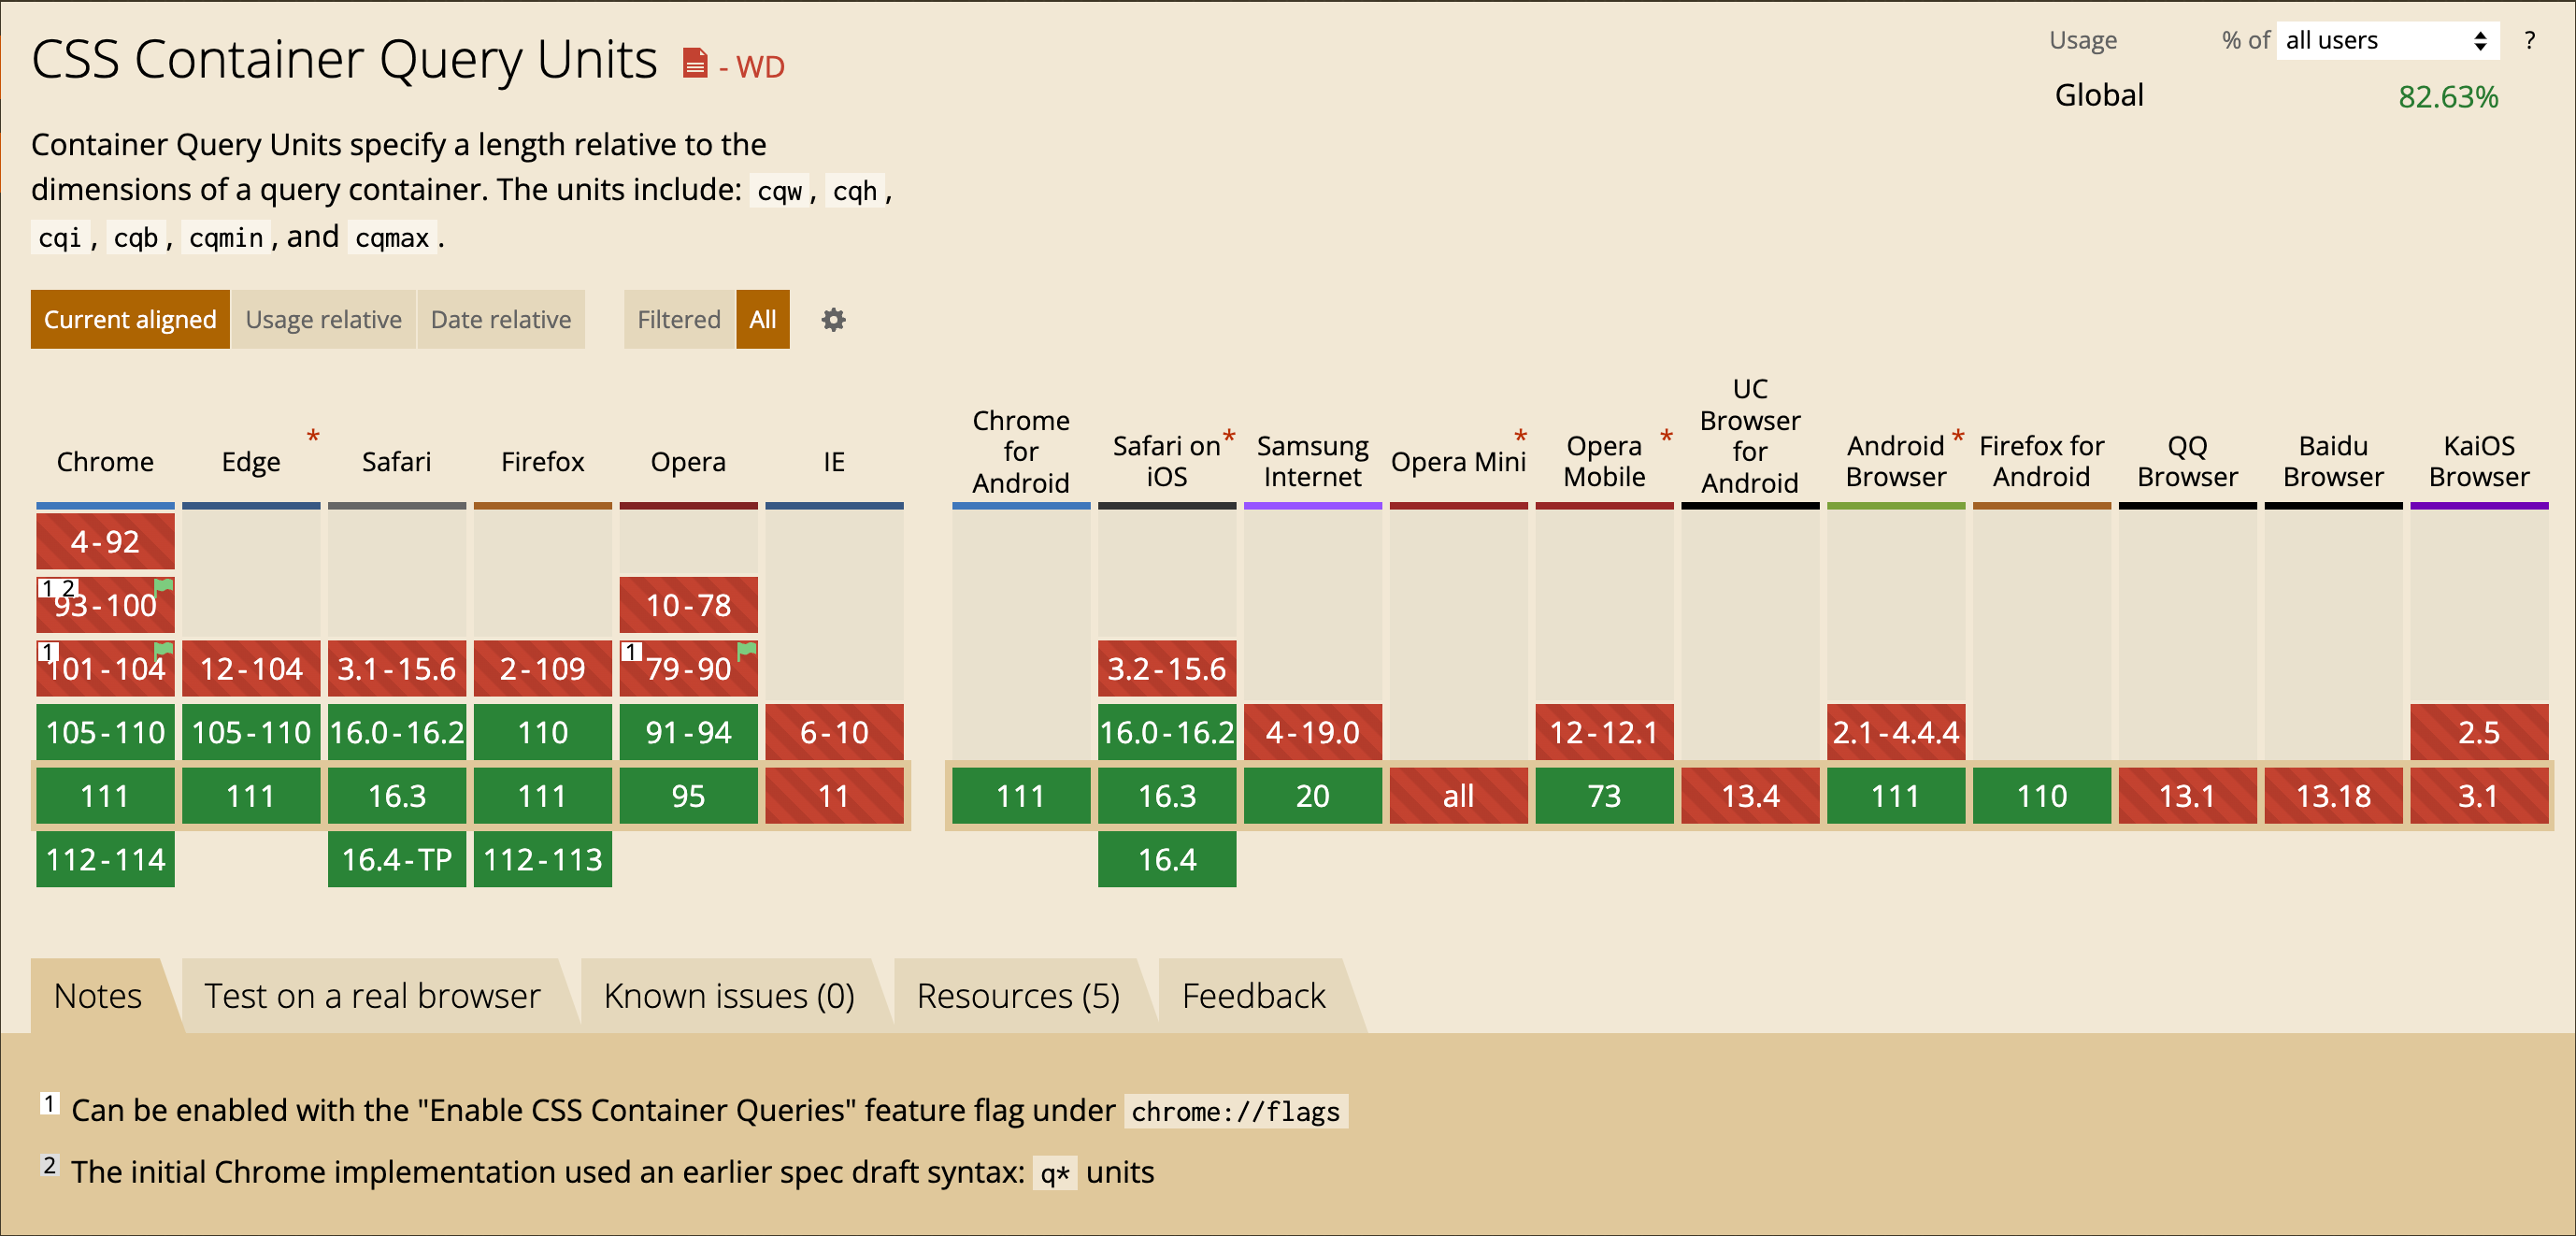 CSS Container Query Units - WD
Usage % of all users ?
Global 82.63%
Container Query Units specify a length relative to the
dimensions of a query container. The units include: cqw, cqh,
cqi, cqb, cqmin, and cqmax.
Current aligned Usage relative Date relative Filtered All
Chrome
Edge *
Safari
Firefox
Opera
IE
Chrome
for
Android
Safari on *
iOS
Samsung
Internet
Opera Mini *
Opera *
Mobile
UC
Browser
for
Android
Android *
Browser
Firefox for
Android
QQ
Browser
Baidu
Browser
KaiOS
Browser
4-92
1 2 93-100 10-78
1 101-104 12-104 3.1-15.6 2-109 1 79-90 3.2-15.6
105-110 105-110 16.0-16.2 110 91-94 6-10 16.0-16.2 4-19.0 12-12.1 2.1-4.4.4 2.5
111 111 16.3 111 95 11 111 16.3 20 all 73 13.4 111 110 13.1 13.18 3.1
112-114 16.4-TP 112-113 16.4
Notes Test on a real browser Known issues (0) Resources (5) Feedback
1 Can be enabled with the "Enable CSS Container Queries" feature flag under chrome://flags
2 The initial Chrome implementation used an earlier spec draft syntax: q* units